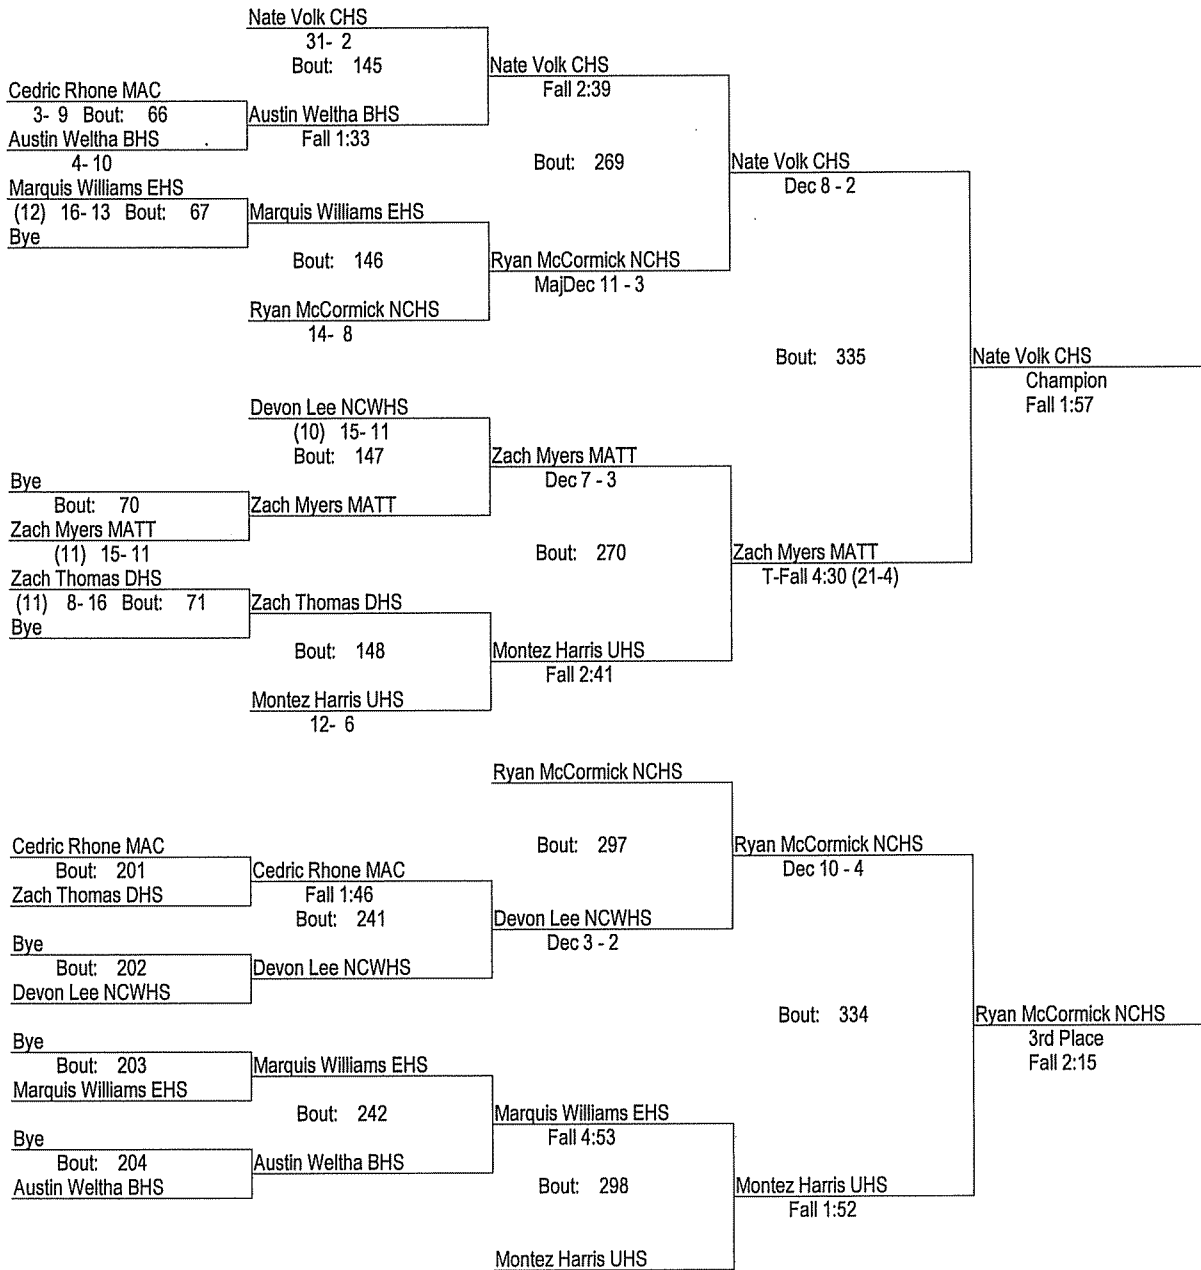 Nate Volk CHS
31- 2
Bout: 145
Nate Volk CHS
Fall 2:39
Cedric Rhone MAC
3- 9 Bout: 66
Austin Weltha BHS
Fall 1:33
Austin Weltha BHS
4- 10
Bout: 269
Nate Volk CHS
Dec 8 - 2
Marquis Williams EHS
(12) 16- 13 Bout: 67
Marquis Williams EHS
Bye
Bout: 146
Ryan McCormick NCHS
MajDec 11 - 3
Ryan McCormick NCHS
14- 8
Bout: 335
Nate Volk CHS
Champion
Fall 1:57
Devon Lee NCWHS
(10) 15- 11
Bout: 147
Zach Myers MATT
Dec 7 - 3
Bye
Bout: 70
Zach Myers MATT
Zach Myers MATT
(11) 15- 11
Bout: 270
Zach Myers MATT
T-Fall 4:30 (21-4)
Zach Thomas DHS
(11) 8- 16 Bout: 71
Zach Thomas DHS
Bye
Bout: 148
Montez Harris UHS
Fall 2:41
Montez Harris UHS
12- 6
Ryan McCormick NCHS
Bout: 297
Ryan McCormick NCHS
Dec 10 - 4
Cedric Rhone MAC
Bout: 201
Cedric Rhone MAC
Fall 1:46
Zach Thomas DHS
Bout: 241
Devon Lee NCWHS
Dec 3 - 2
Bye
Bout: 202
Devon Lee NCWHS
Devon Lee NCWHS
Bout: 334
Ryan McCormick NCHS
3rd Place
Fall 2:15
Bye
Bout: 203
Marquis Williams EHS
Marquis Williams EHS
Bout: 242
Marquis Williams EHS
Fall 4:53
Bye
Bout: 204
Austin Weltha BHS
Austin Weltha BHS
Bout: 298
Montez Harris UHS
Fall 1:52
Montez Harris UHS